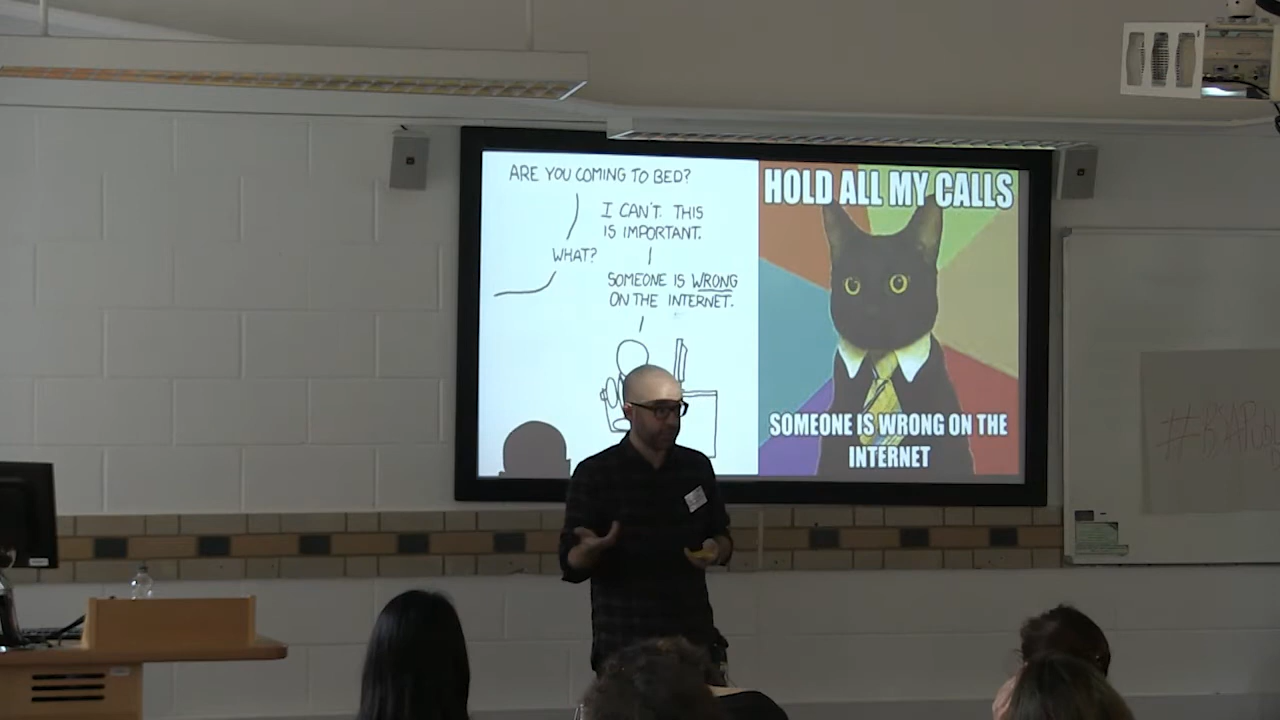 ARE YOU COMING TO BED?
I CAN'T. THIS
IS IMPORTANT.
WHAT?
SOMEONE IS WRONG
ON THE INTERNET.
HOLD ALL MY CALLS
SOMEONE IS WRONG ON THE
INTERNET